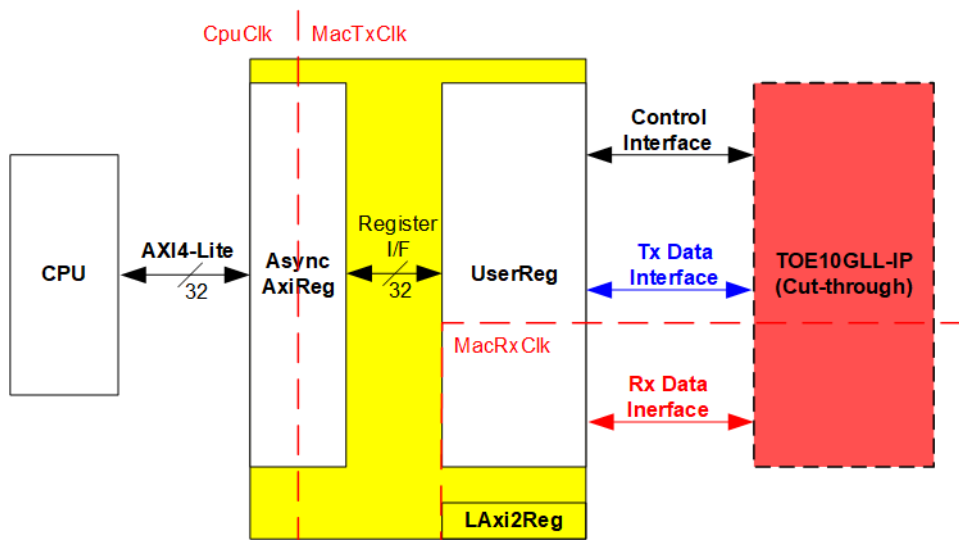 CpuClk
MacTxClk
Control
Interface
CPU
AXI4-Lite
32
Async
AxiReg
Register
I/F
32
UserReg
Tx Data
Interface
TOE10GLL-IP
(Cut-through)
MacRxClk
Rx Data
Inerface
LAxi2Reg